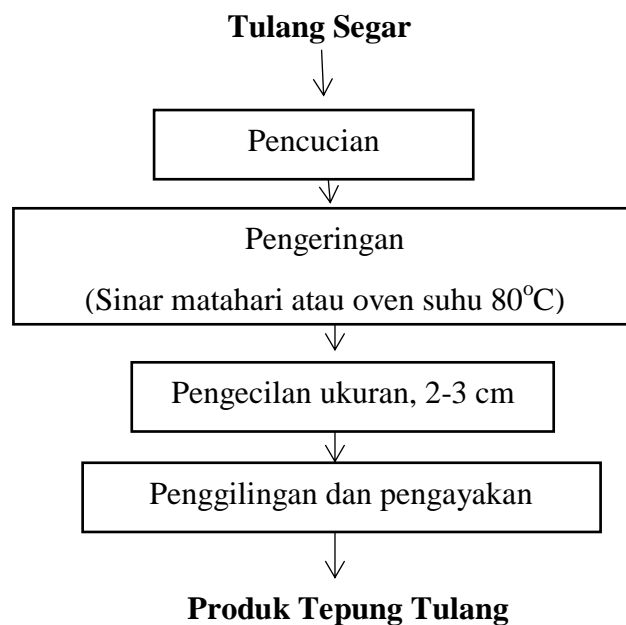 Tulang Segar
Pencucian
Pengeringan
(Sinar matahari atau oven suhu 80°C)
Pengecilan ukuran, 2-3 cm
Penggilingan dan pengayakan
Produk Tepung Tulang